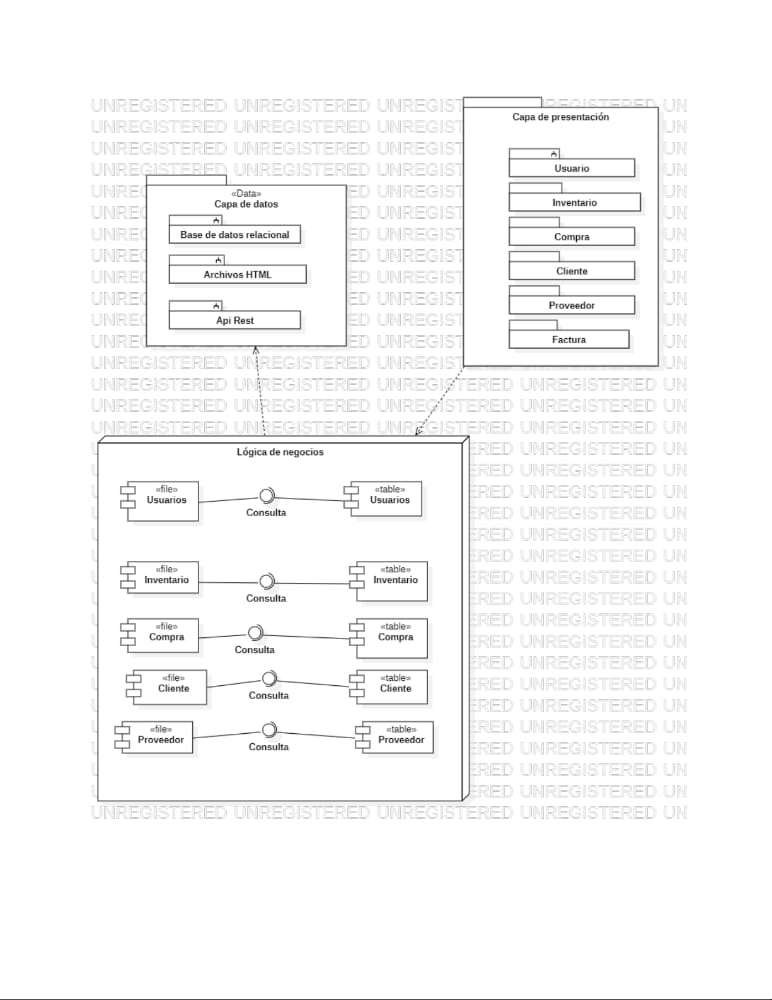 UNREGISTERED UNREGISTERED UNREGISTERED UNREGISTERED UN
Capa de presentación
Usuario
Inventario
Compra
Cliente
Proveedor
Factura
«Data»
Capa de datos
Base de datos relacional
Archivos HTML
Api Rest
Lógica de negocios
«file»
Usuarios
Consulta
«table»
Usuarios
«file»
Inventario
Consulta
«table»
Inventario
«file»
Compra
Consulta
«table»
Compra
«file»
Cliente
Consulta
«table»
Cliente
«file»
Proveedor
Consulta
«table»
Proveedor